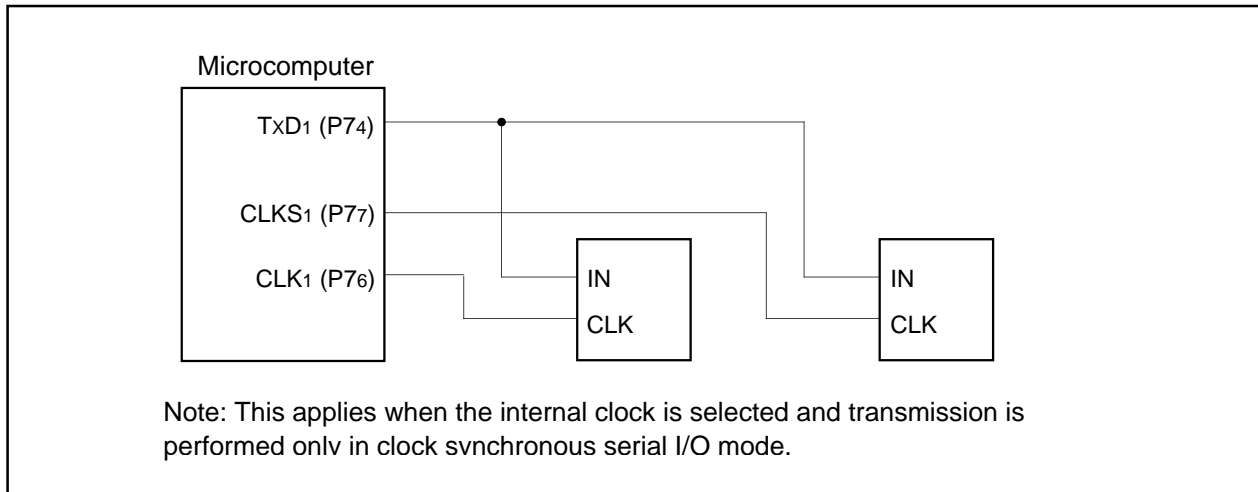 Microcomputer
TXD1 (P74)
CLKS1 (P77)
CLK1 (P76)
IN
CLK
IN
CLK
Note: This applies when the internal clock is selected and transmission is
performed only in clock synchronous serial I/O mode.